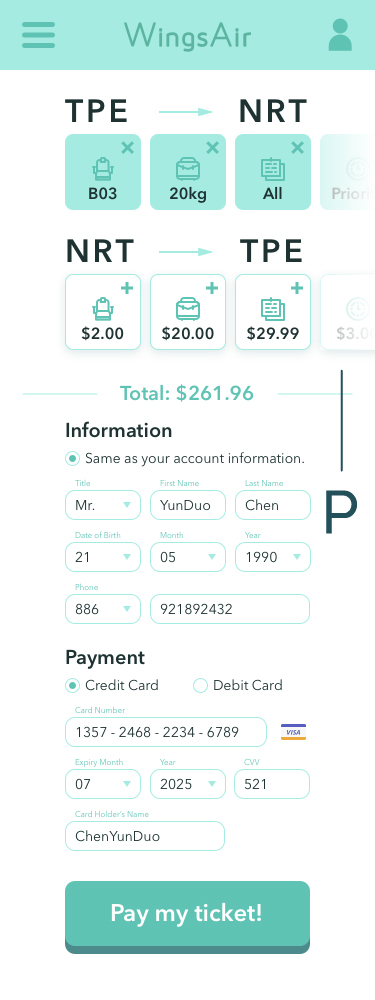 WingsAir
TPE NRT
B03 20kg All
NRT TPE
$2.00 $20.00 $29.99
Total: $261.96
Information
Same as your account information.
Title First Name Last Name
Mr. YunDuo Chen
Date of Birth Month Year
21 05 1990
Phone
886 921892432
P
Payment
Credit Card Debit Card
Card Number
1357 - 2468 - 2234 - 6789
VISA
Expiry Month Year CVV
07 2025 521
Card Holder's Name
ChenYunDuo
Pay my ticket!